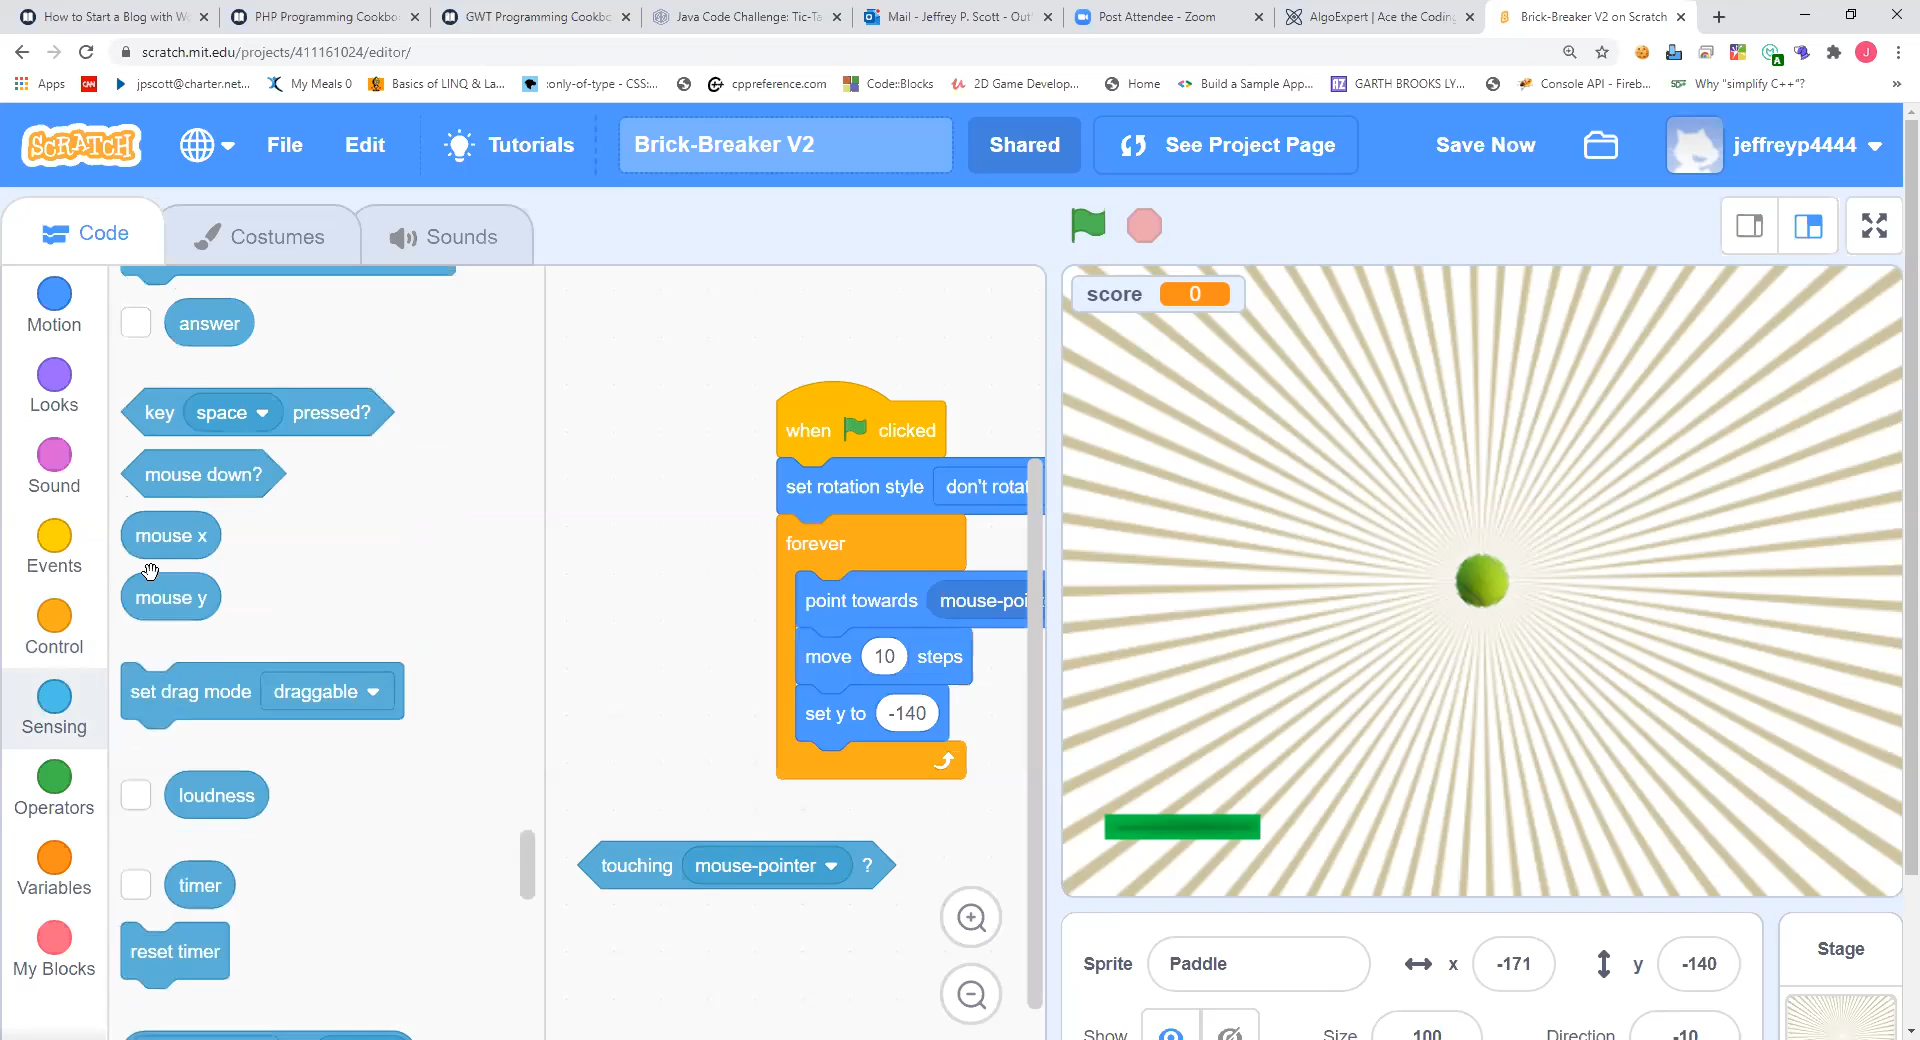 How to Start a Blog with Wo
PHP Programming Cookbo
GWT Programming Cookbo
Java Code Challenge: Tic-Ta
Mail - Jeffrey P. Scott - Out
Post Attendee - Zoom
AlgoExpert | Ace the Coding
Brick-Breaker V2 on Scratch
scratch.mit.edu/projects/411161024/editor/
Apps
CNN
jpscott@charter.net...
My Meals 0
Basics of LINQ & La...
:only-of-type - CSS:...
cppreference.com
Code::Blocks
2D Game Develop...
Home
Build a Sample App...
GARTH BROOKS LY...
Console API - Fireb...
Why "simplify C++"?
SCRATCH
File
Edit
Tutorials
Brick-Breaker V2
Shared
See Project Page
Save Now
jeffreyp4444
Code
Costumes
Sounds
Motion
Looks
Sound
Events
Control
Sensing
Operators
Variables
My Blocks
answer
key space pressed?
mouse down?
mouse x
mouse y
set drag mode draggable
loudness
timer
reset timer
when clicked
set rotation style don't rotat
forever
point towards mouse-poi
move 10 steps
set y to -140
touching mouse-pointer ?
score 0
Sprite Paddle x -171 y -140
Show Size 100 Direction -10
Stage